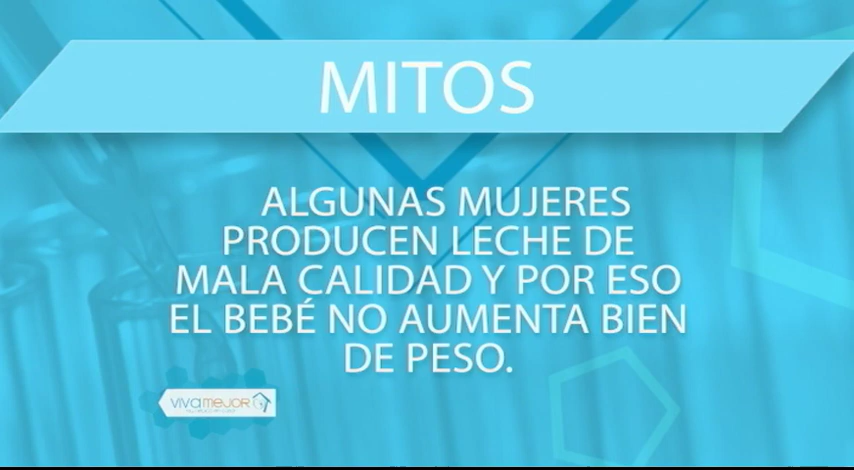 MITOS
ALGUNAS MUJERES
PRODUCEN LECHE DE
MALA CALIDAD Y POR ESO
EL BEBÉ NO AUMENTA BIEN
DE PESO.
VIVAMEJOR